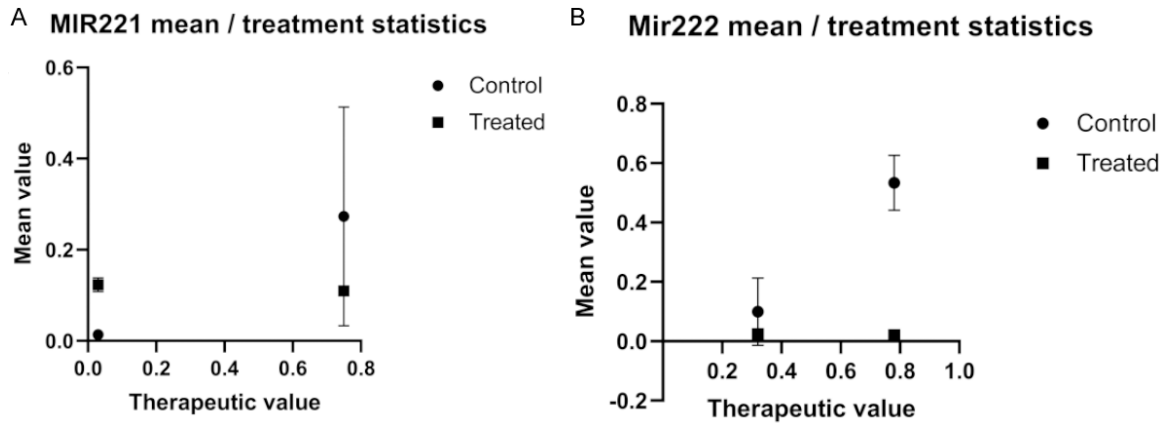 A MIR221 mean / treatment statistics
0.6
0.4
0.2
0.0
Mean value
0.0 0.2 0.4 0.6 0.8
Therapeutic value
Control
Treated
B Mir222 mean / treatment statistics
0.8
0.6
0.4
0.2
0.0
-0.2
Mean value
0.2 0.4 0.6 0.8 1.0
Therapeutic value
Control
Treated